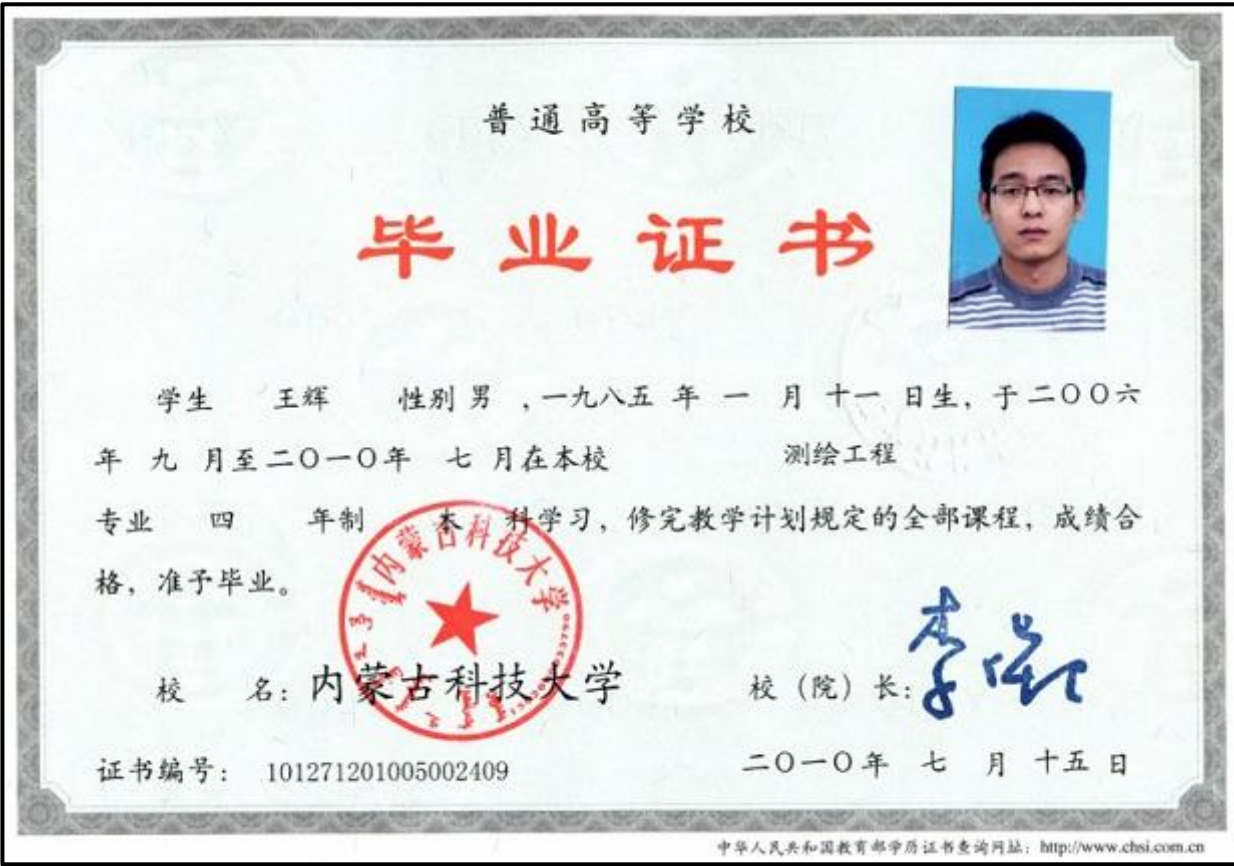 普通高等学校
毕业证书
学生 王辉 性别 男 ，一九八五 年 一 月 十一 日生，于二〇〇六
年 九 月至二〇一〇年 七 月在本校 测绘工程
专业 四 年制 本 科学习，修完教学计划规定的全部课程，成绩合
格，准予毕业。
内蒙古科技大学
校 名：内蒙古科技大学 校（院）长：
证书编号： 101271201005002409 二〇一〇年 七 月 十五 日
中华人民共和国教育部学历证书查询网址：http://www.chsi.com.cn